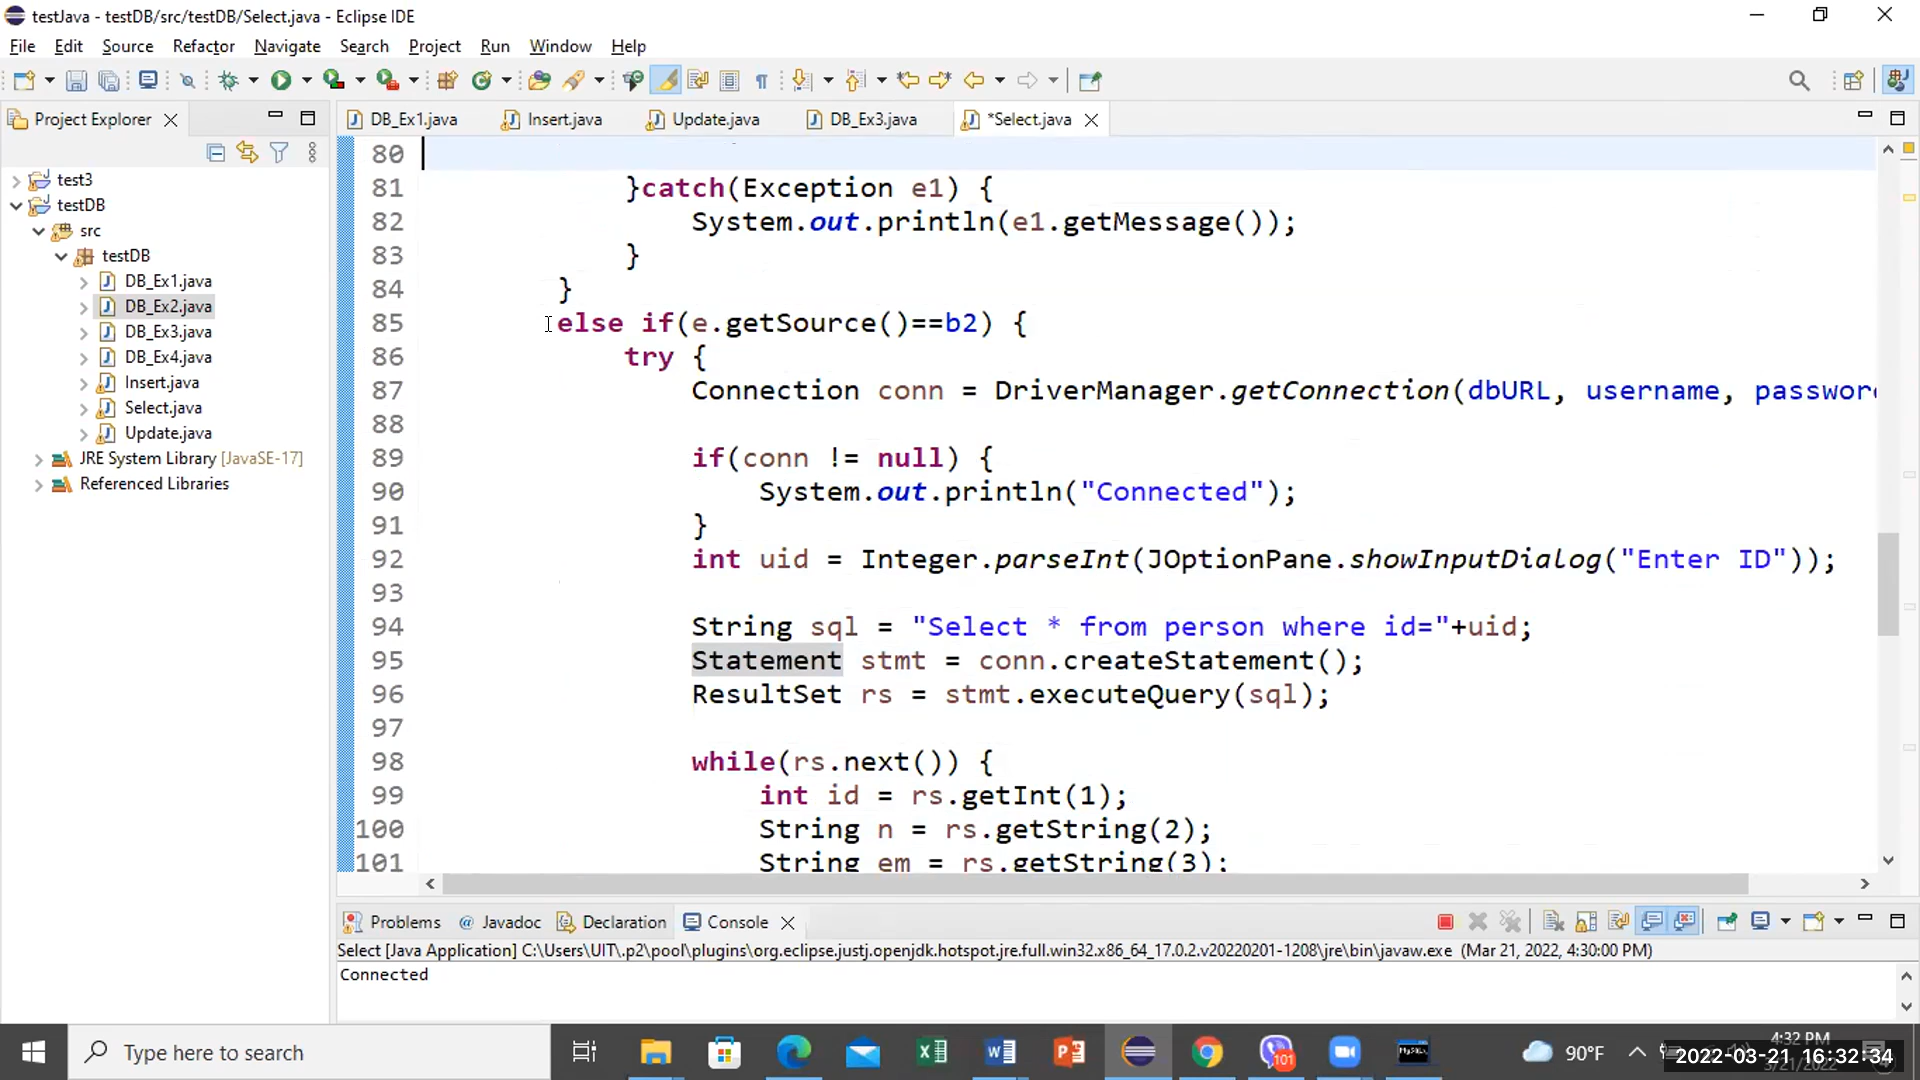 testJava - testDB/src/testDB/Select.java - Eclipse IDE
File Edit Source Refactor Navigate Search Project Run Window Help
Project Explorer
DB_Ex1.java Insert.java Update.java DB_Ex3.java *Select.java
test3
testDB
src
testDB
DB_Ex1.java
DB_Ex2.java
DB_Ex3.java
DB_Ex4.java
Insert.java
Select.java
Update.java
JRE System Library [JavaSE-17]
Referenced Libraries
80
81 }catch(Exception e1) {
82 System.out.println(e1.getMessage());
83 }
84 }
85 else if(e.getSource()==b2) {
86 try {
87 Connection conn = DriverManager.getConnection(dbURL, username, password
88
89 if(conn != null) {
90 System.out.println("Connected");
91 }
92 int uid = Integer.parseInt(JOptionPane.showInputDialog("Enter ID"));
93
94 String sql = "Select * from person where id="+uid;
95 Statement stmt = conn.createStatement();
96 ResultSet rs = stmt.executeQuery(sql);
97
98 while(rs.next()) {
99 int id = rs.getInt(1);
100 String n = rs.getString(2);
101 String em = rs.getString(3);
Problems @ Javadoc Declaration Console
Select [Java Application] C:\Users\UIT\.p2\pool\plugins\org.eclipse.justj.openjdk.hotspot.jre.full.win32.x86_64_17.0.2.v20220201-1208\jre\bin\javaw.exe (Mar 21, 2022, 4:30:00 PM)
Connected
Type here to search
101
MySQL
90°F
4:32 PM
3/21/2022
2022-03-21 16:32:34